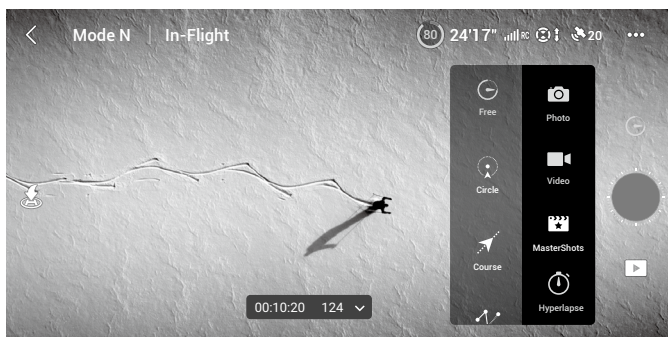 Mode N | In-Flight
80 24'17" RC 20
Free
Photo
Circle
Video
Course
MasterShots
Hyperlapse
00:10:20 124